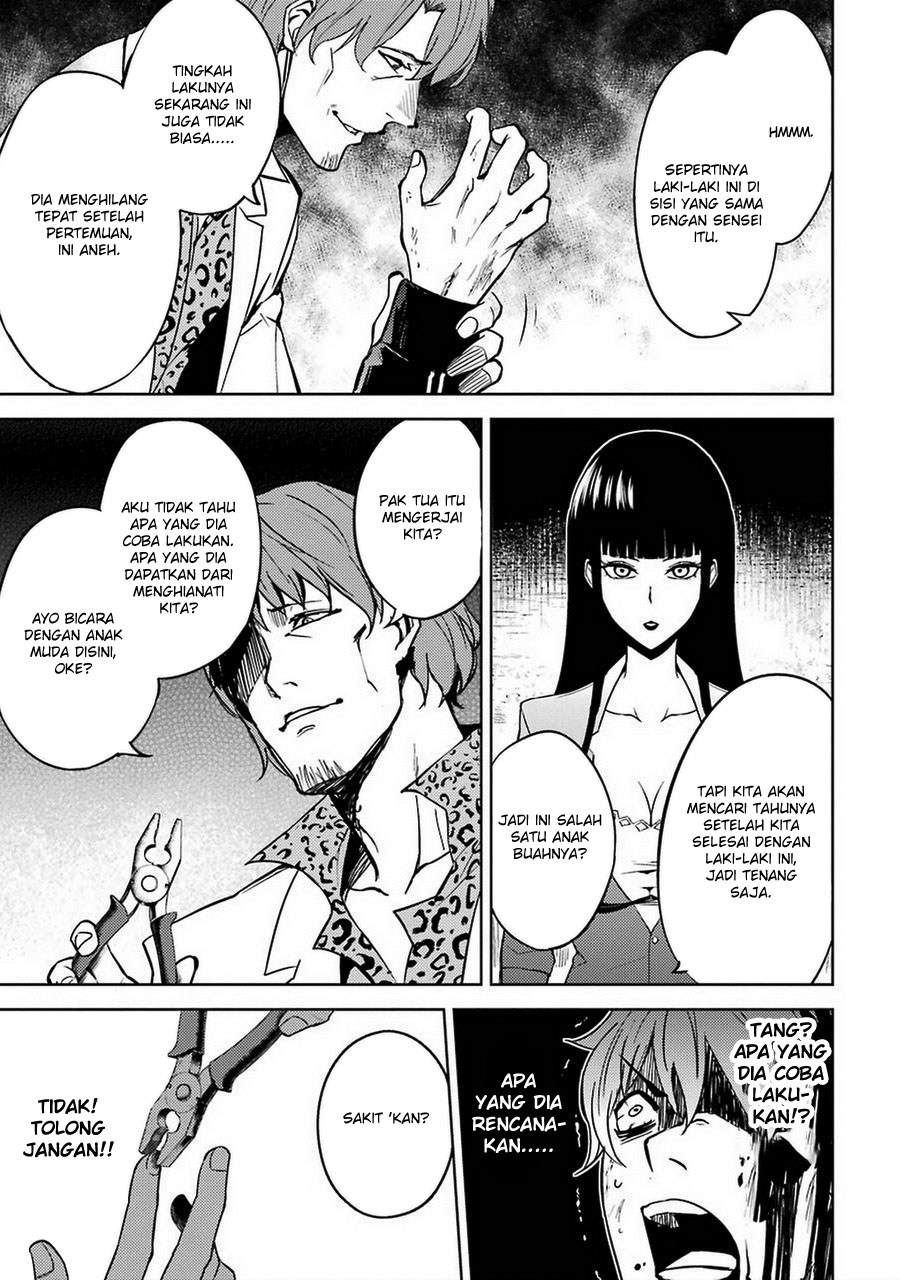 HMMM.
SEPERTINYA
LAKI-LAKI INI DI
SISI YANG SAMA
DENGAN SENSEI
ITU.
TINGKAH
LAKUNYA
SEKARANG INI
JUGA TIDAK
BIASA.....
DIA MENGHILANG
TEPAT SETELAH
PERTEMUAN,
INI ANEH.
TAPI KITA AKAN
MENCARI TAHUNYA
SETELAH KITA
SELESAI DENGAN
LAKI-LAKI INI,
JADI TENANG
SAJA.
JADI INI SALAH
SATU ANAK
BUAHNYA?
PAK TUA ITU
MENGERJAI
KITA?
AKU TIDAK TAHU
APA YANG DIA
COBA LAKUKAN.
APA YANG DIA
DAPATKAN DARI
MENGHIANATI
KITA?
AYO BICARA
DENGAN ANAK
MUDA DISINI,
OKE?
TANG?
APA YANG
DIA COBA
LAKU-
KAN!?
APA
YANG DIA
RENCANA-
KAN.....
SAKIT 'KAN?
TIDAK!
TOLONG
JANGAN!!